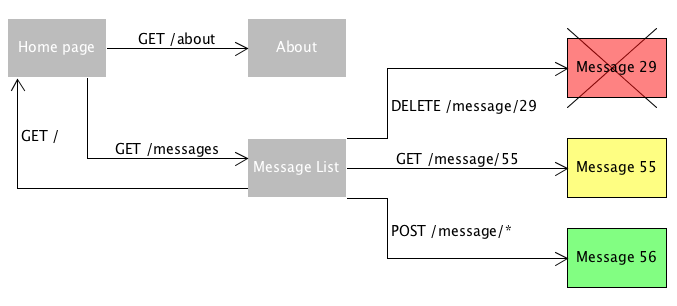 Home page
GET /about
About
Message 29
DELETE /message/29
GET /
GET /messages
Message List
GET /message/55
Message 55
POST /message/*
Message 56